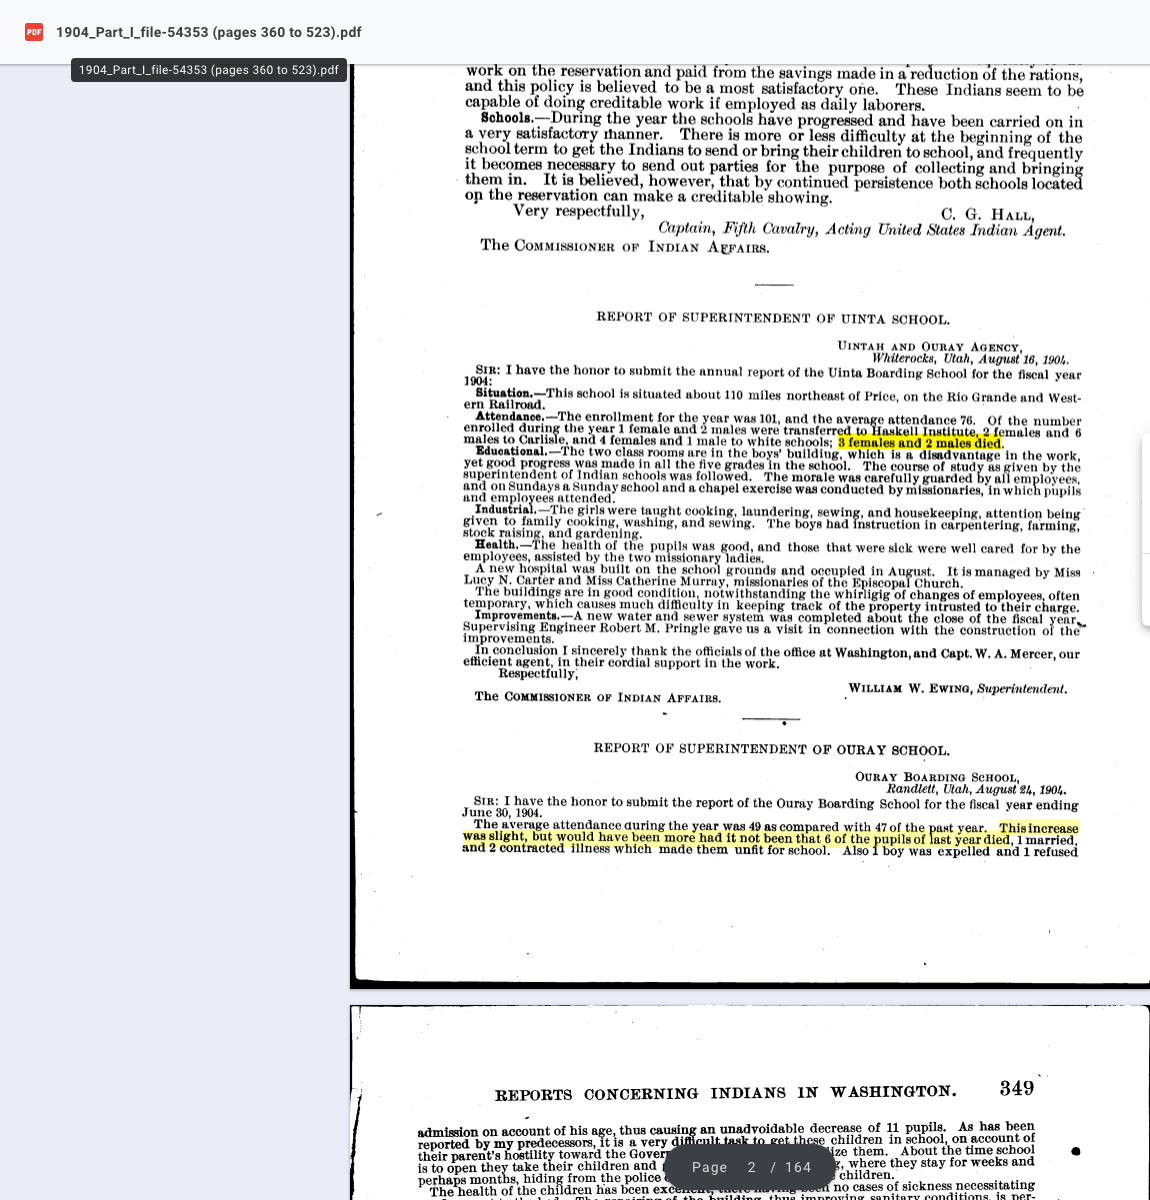 1904_Part_I_file-54353 (pages 360 to 523).pdf
1904_Part_I_file-54353 (pages 360 to 523).pdf
work on the reservation and paid from the savings made in a reduction of the rations,
and this policy is believed to be a most satisfactory one. These Indians seem to be
capable of doing creditable work if employed as daily laborers.
Schools.—During the year the schools have progressed and have been carried on in
a very satisfactory manner. There is more or less difficulty at the beginning of the
school term to get the Indians to send or bring their children to school, and frequently
it becomes necessary to send out parties for the purpose of collecting and bringing
them in. It is believed, however, that by continued persistence both schools located
on the reservation can make a creditable showing.
Very respectfully, C. G. HALL,
Captain, Fifth Cavalry, Acting United States Indian Agent.
The COMMISSIONER OF INDIAN AFFAIRS.
REPORT OF SUPERINTENDENT OF UINTA SCHOOL.
UINTAH AND OURAY AGENCY,
Whiterocks, Utah, August 16, 1904.
SIR: I have the honor to submit the annual report of the Uinta Boarding School for the fiscal year
1904:
Situation.—This school is situated about 110 miles northeast of Price, on the Rio Grande and West-
ern Railroad.
Attendance.—The enrollment for the year was 101, and the average attendance 76. Of the number
enrolled during the year 1 female and 2 males were transferred to Haskell Institute, 2 females and 6
males to Carlisle, and 4 females and 1 male to white schools; 3 females and 2 males died.
Educational.—The two class rooms are in the boys' building, which is a disadvantage in the work,
yet good progress was made in all the five grades in the school. The course of study as given by the
superintendent of Indian schools was followed. The morale was carefully guarded by all employees,
and on Sundays a Sunday school and a chapel exercise was conducted by missionaries, in which pupils
and employees attended.
Industrial.—The girls were taught cooking, laundering, sewing, and housekeeping, attention being
given to family cooking, washing, and sewing. The boys had instruction in carpentering, farming,
stock raising, and gardening.
Health.—The health of the pupils was good, and those that were sick were well cared for by the
employees, assisted by the two missionary ladies.
A new hospital was built on the school grounds and occupied in August. It is managed by Miss
Lucy N. Carter and Miss Catherine Murray, missionaries of the Episcopal Church.
The buildings are in good condition, notwithstanding the whirligig of changes of employees, often
temporary, which causes much difficulty in keeping track of the property intrusted to their charge.
Improvements.—A new water and sewer system was completed about the close of the fiscal year.
Supervising Engineer Robert M. Pringle gave us a visit in connection with the construction of the
improvements.
In conclusion I sincerely thank the officials of the office at Washington, and Capt. W. A. Mercer, our
efficient agent, in their cordial support in the work.
Respectfully,
WILLIAM W. EWING, Superintendent.
The COMMISSIONER OF INDIAN AFFAIRS.
REPORT OF SUPERINTENDENT OF OURAY SCHOOL.
OURAY BOARDING SCHOOL,
Randlett, Utah, August 24, 1904.
SIR: I have the honor to submit the report of the Ouray Boarding School for the fiscal year ending
June 30, 1904.
The average attendance during the year was 49 as compared with 47 of the past year. This increase
was slight, but would have been more had it not been that 6 of the pupils of last year died, 1 married,
and 2 contracted illness which made them unfit for school. Also 1 boy was expelled and 1 refused
REPORTS CONCERNING INDIANS IN WASHINGTON. 349
admission on account of his age, thus causing an unadvoidable decrease of 11 pupils. As has been
reported by my predecessors, it is a very difficult task to get these children in school, on account of
their parent's hostility toward the Gover ize them. About the time school
is to open they take their children and where they stay for weeks and
perhaps months, hiding from the police children.
Page 2 / 164
The health of the children has been no cases of sickness necessitating